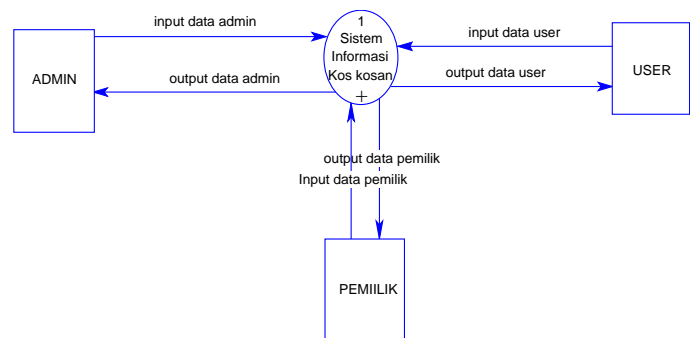 input data admin
1
Sistem
Informasi
Kos kosan
+
input data user
ADMIN
output data admin
output data user
USER
output data pemilik
Input data pemilik
PEMIILIK